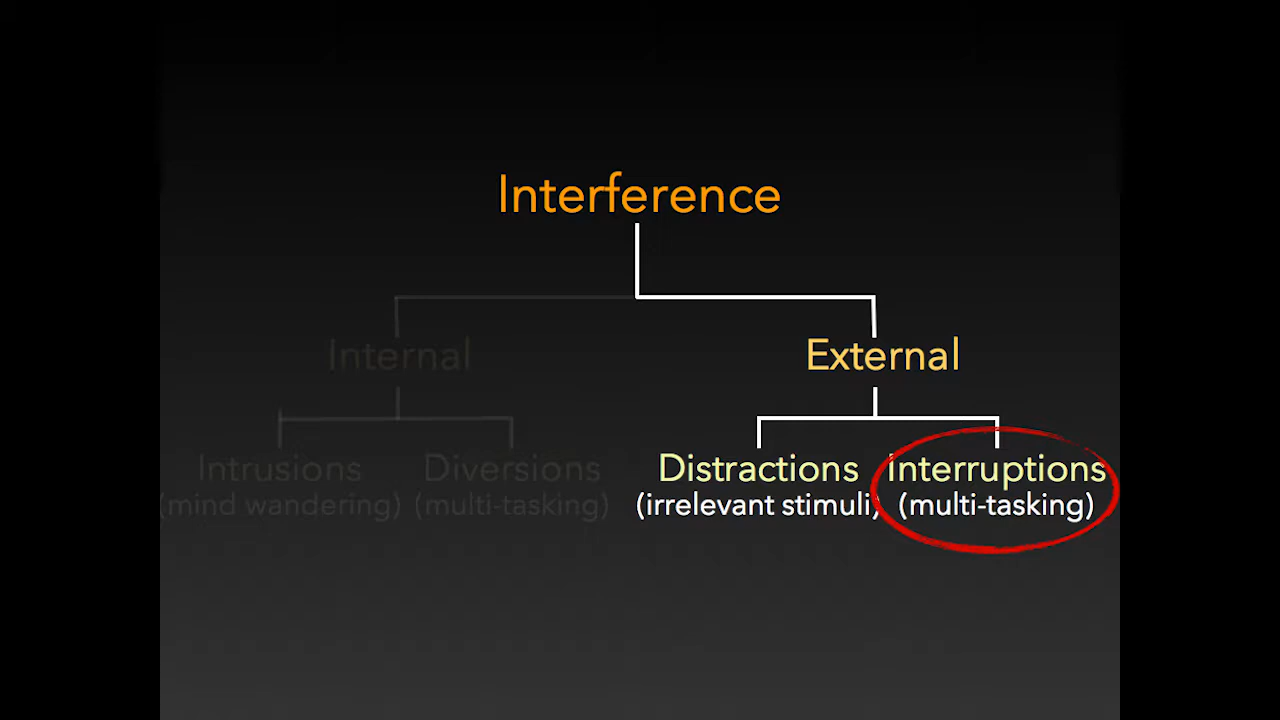 Interference
Internal
External
Intrusions
Diversions
Distractions
Interruptions
(mind wandering)
(multi-tasking)
(irrelevant stimuli)
(multi-tasking)